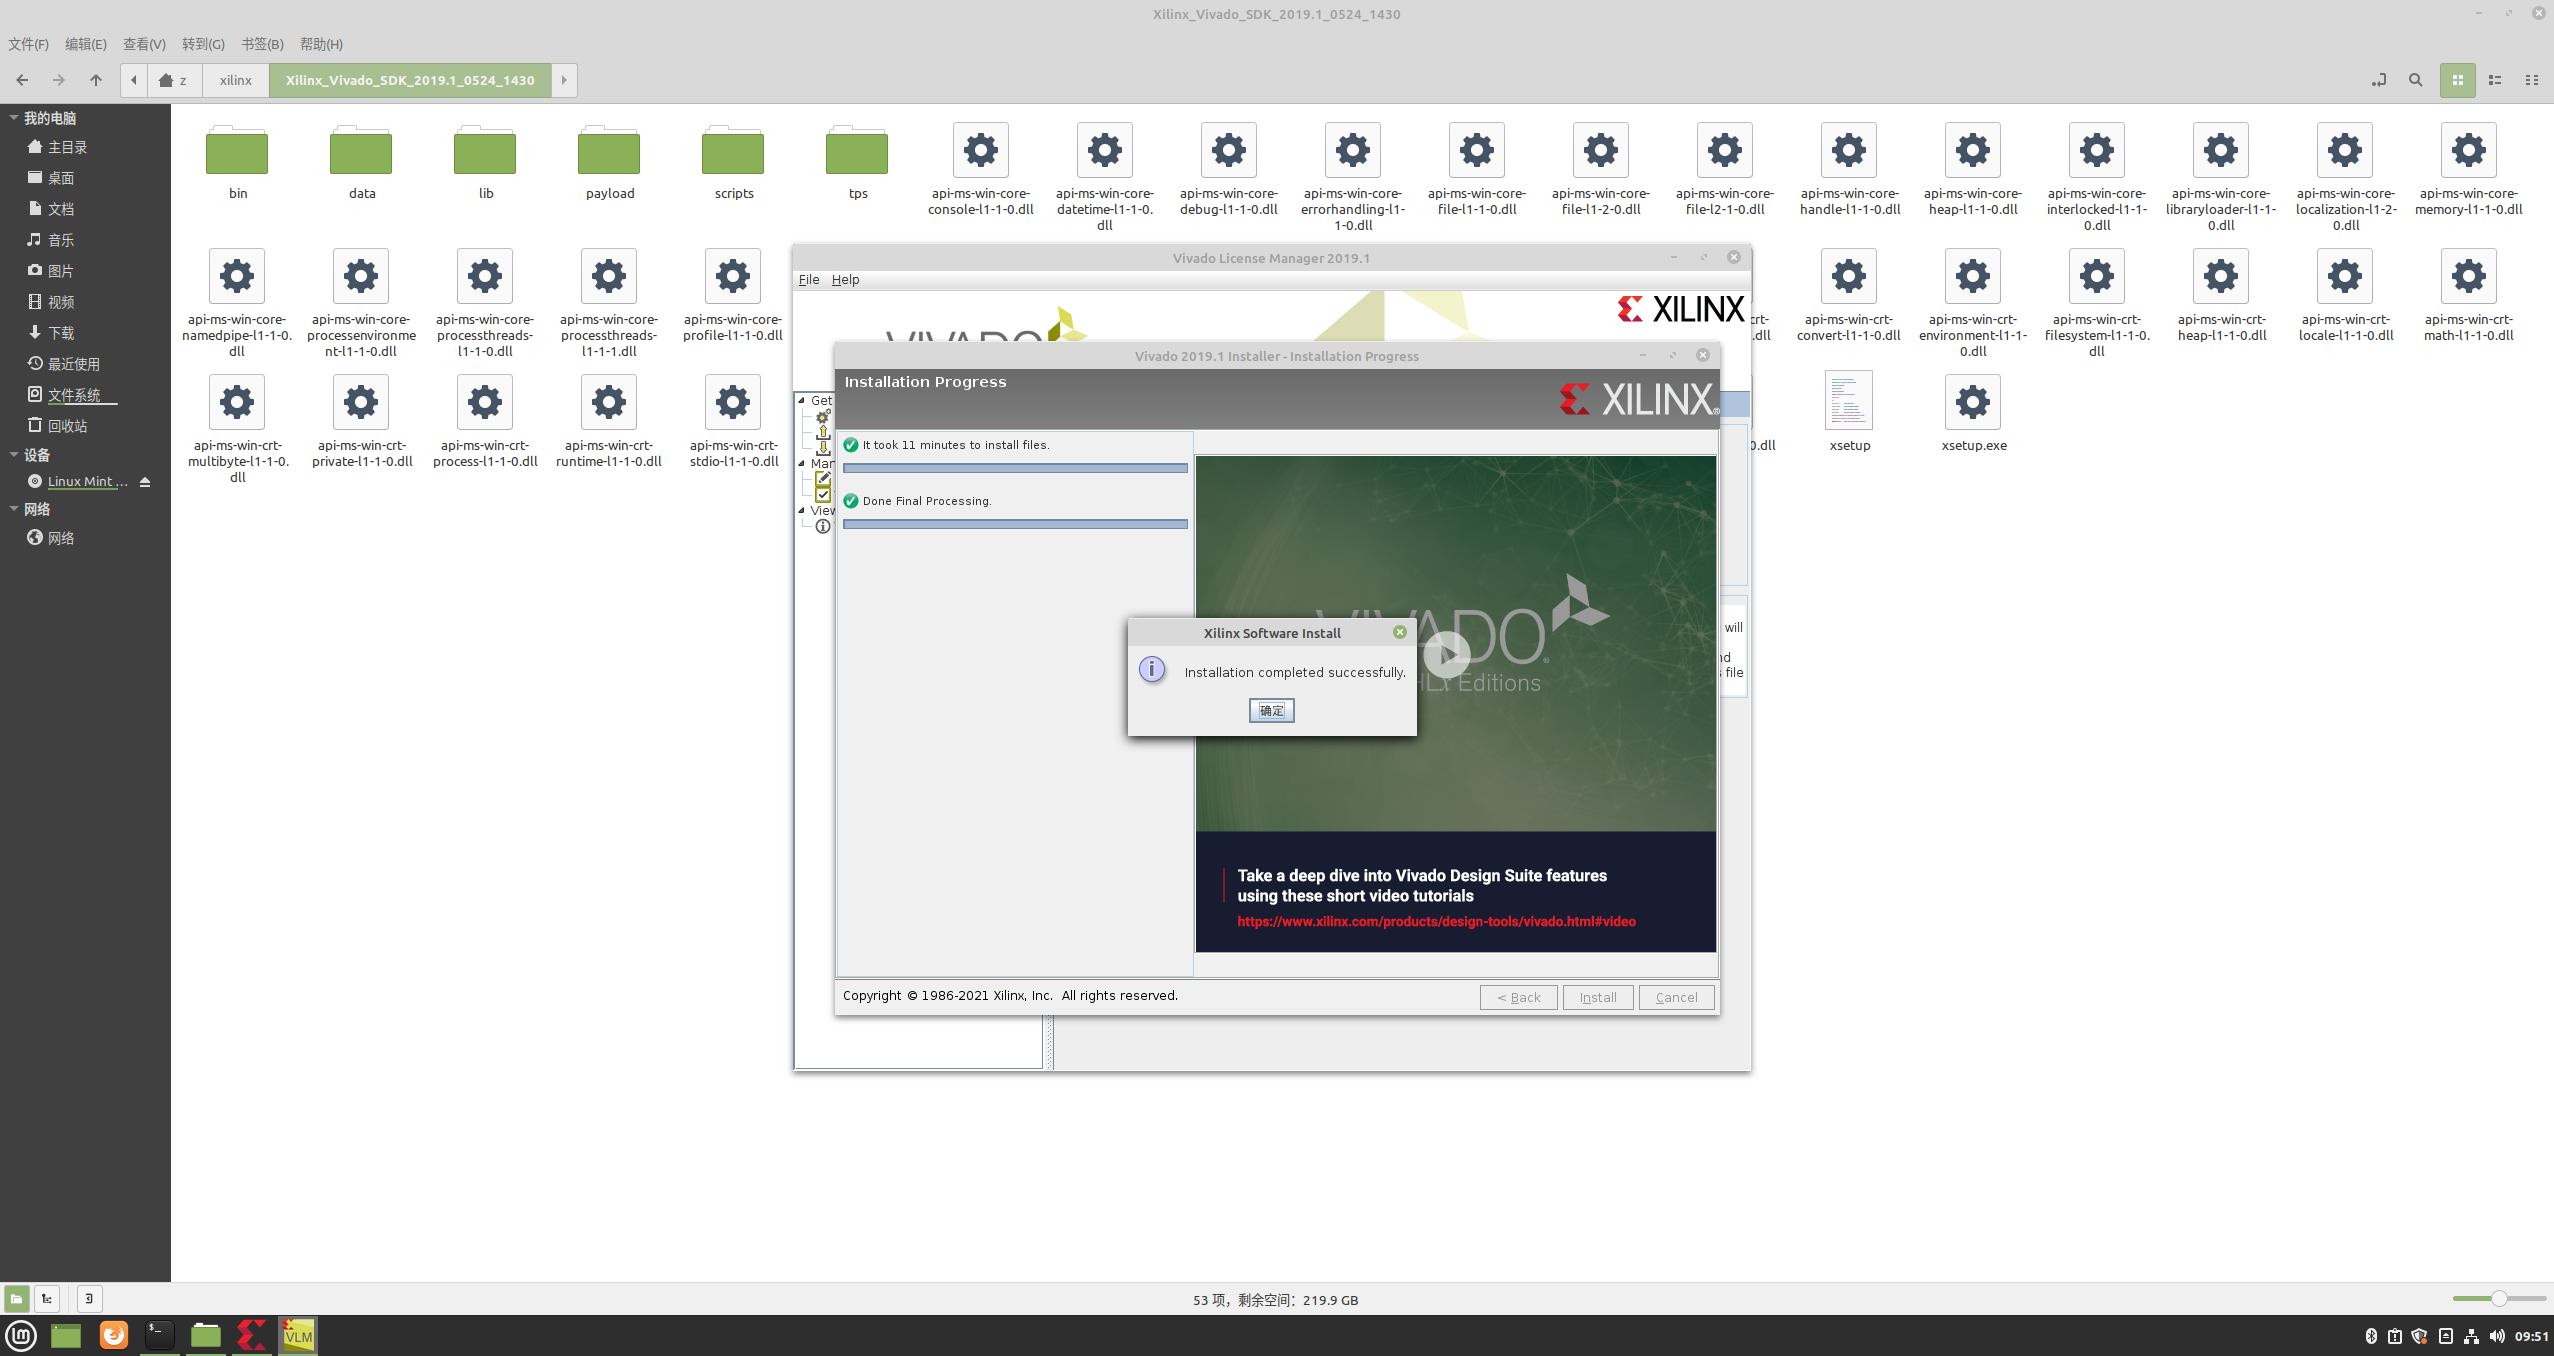 Xilinx_Vivado_SDK_2019.1_0524_1430
文件(F) 编辑(E) 查看(V) 转到(G) 书签(B) 帮助(H)
z xilinx Xilinx_Vivado_SDK_2019.1_0524_1430
我的电脑
主目录
桌面
文档
音乐
图片
视频
下载
最近使用
文件系统
回收站
设备
Linux Mint ...
网络
网络
bin data lib payload scripts tps
api-ms-win-core-console-l1-1-0.dll
api-ms-win-core-datetime-l1-1-0.dll
api-ms-win-core-debug-l1-1-0.dll
api-ms-win-core-errorhandling-l1-1-0.dll
api-ms-win-core-file-l1-1-0.dll
api-ms-win-core-file-l1-2-0.dll
api-ms-win-core-file-l2-1-0.dll
api-ms-win-core-handle-l1-1-0.dll
api-ms-win-core-heap-l1-1-0.dll
api-ms-win-core-interlocked-l1-1-0.dll
api-ms-win-core-libraryloader-l1-1-0.dll
api-ms-win-core-localization-l1-2-0.dll
api-ms-win-core-memory-l1-1-0.dll
api-ms-win-core-namedpipe-l1-1-0.dll
api-ms-win-core-processenvironment-l1-1-0.dll
api-ms-win-core-processthreads-l1-1-0.dll
api-ms-win-core-processthreads-l1-1-1.dll
api-ms-win-core-profile-l1-1-0.dll
crt-
.dll
api-ms-win-crt-convert-l1-1-0.dll
api-ms-win-crt-environment-l1-1-0.dll
api-ms-win-crt-filesystem-l1-1-0.dll
api-ms-win-crt-heap-l1-1-0.dll
api-ms-win-crt-locale-l1-1-0.dll
api-ms-win-crt-math-l1-1-0.dll
api-ms-win-crt-multibyte-l1-1-0.dll
api-ms-win-crt-private-l1-1-0.dll
api-ms-win-crt-process-l1-1-0.dll
api-ms-win-crt-runtime-l1-1-0.dll
api-ms-win-crt-stdio-l1-1-0.dll
0.dll
xsetup
xsetup.exe
Vivado License Manager 2019.1
File Help
VIVADO
XILINX
Get
Man
View
will
nd
file
Vivado 2019.1 Installer - Installation Progress
Installation Progress
XILINX®
It took 11 minutes to install files.
Done Final Processing.
VIVADO®
HLx Editions
Xilinx Software Install
Installation completed successfully.
确定
Take a deep dive into Vivado Design Suite features
using these short video tutorials
https://www.xilinx.com/products/design-tools/vivado.html#video
Copyright © 1986-2021 Xilinx, Inc. All rights reserved.
< Back Install Cancel
53 项，剩余空间：219.9 GB
VLM
09:51